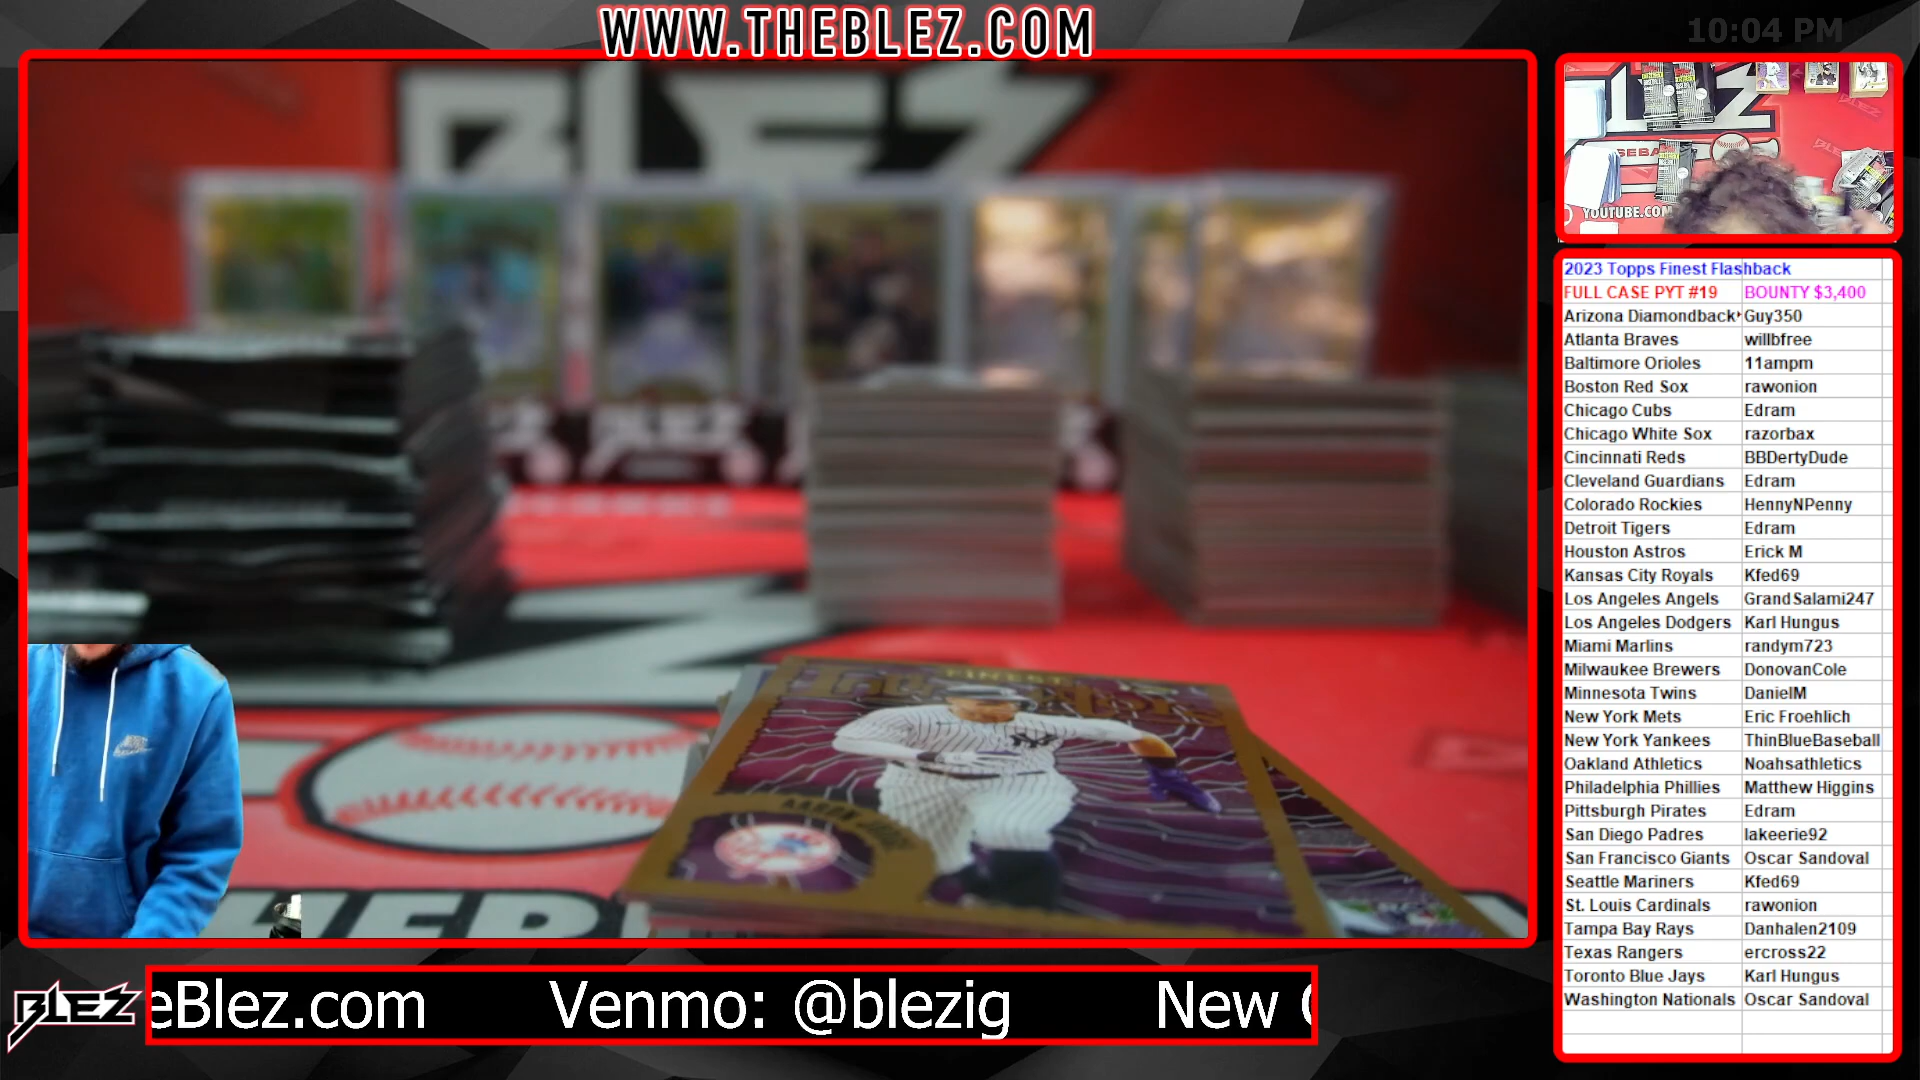 WWW.THEBLEZ.COM
10:04 PM
BLEZ
FINEST
AARON JUDGE
YOUTUBE.COM
2023 Topps Finest Flashback
FULL CASE PYT #19 BOUNTY $3,400
Arizona Diamondback Guy350
Atlanta Braves willbfree
Baltimore Orioles 11ampm
Boston Red Sox rawonion
Chicago Cubs Edram
Chicago White Sox razorbax
Cincinnati Reds BBDertyDude
Cleveland Guardians Edram
Colorado Rockies HennyNPenny
Detroit Tigers Edram
Houston Astros Erick M
Kansas City Royals Kfed69
Los Angeles Angels GrandSalami247
Los Angeles Dodgers Karl Hungus
Miami Marlins randym723
Milwaukee Brewers DonovanCole
Minnesota Twins DanielM
New York Mets Eric Froehlich
New York Yankees ThinBlueBaseball
Oakland Athletics Noahsathletics
Philadelphia Phillies Matthew Higgins
Pittsburgh Pirates Edram
San Diego Padres lakeerie92
San Francisco Giants Oscar Sandoval
Seattle Mariners Kfed69
St. Louis Cardinals rawonion
Tampa Bay Rays Danhalen2109
Texas Rangers ercross22
Toronto Blue Jays Karl Hungus
Washington Nationals Oscar Sandoval
BLEZ
eBlez.com Venmo: @blezig New